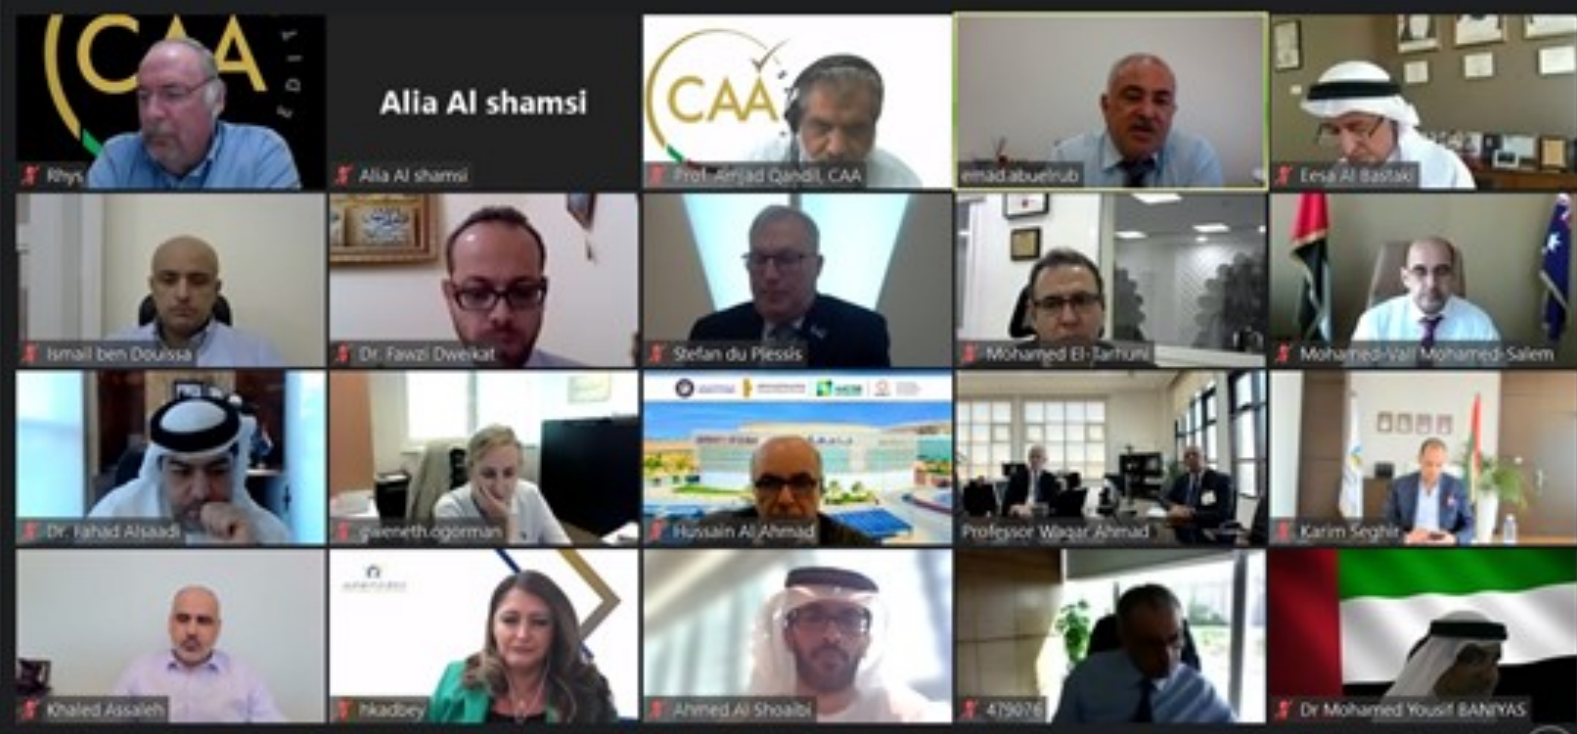 CAA
EDIT
Rhys
Alia Al shamsi
Alia Al shamsi
CAA
Prof. Amjad Qandil, CAA
emad.abuelrub
Eesa Al Bastaki
Ismail ben Douissa
Dr. Fawzi Dweikat
Stefan du Plessis
Mohamed El-Tarhuni
Mohamed-Vall Mohamed-Salem
Dr. Fahad Alsaadi
gweneth.ogorman
Hussain Al Ahmad
Professor Waqar Ahmad
Karim Seghir
Khaled Assaleh
hkadbey
Ahmed Al Shoaibi
479076
Dr Mohamed Yousif BANIYAS